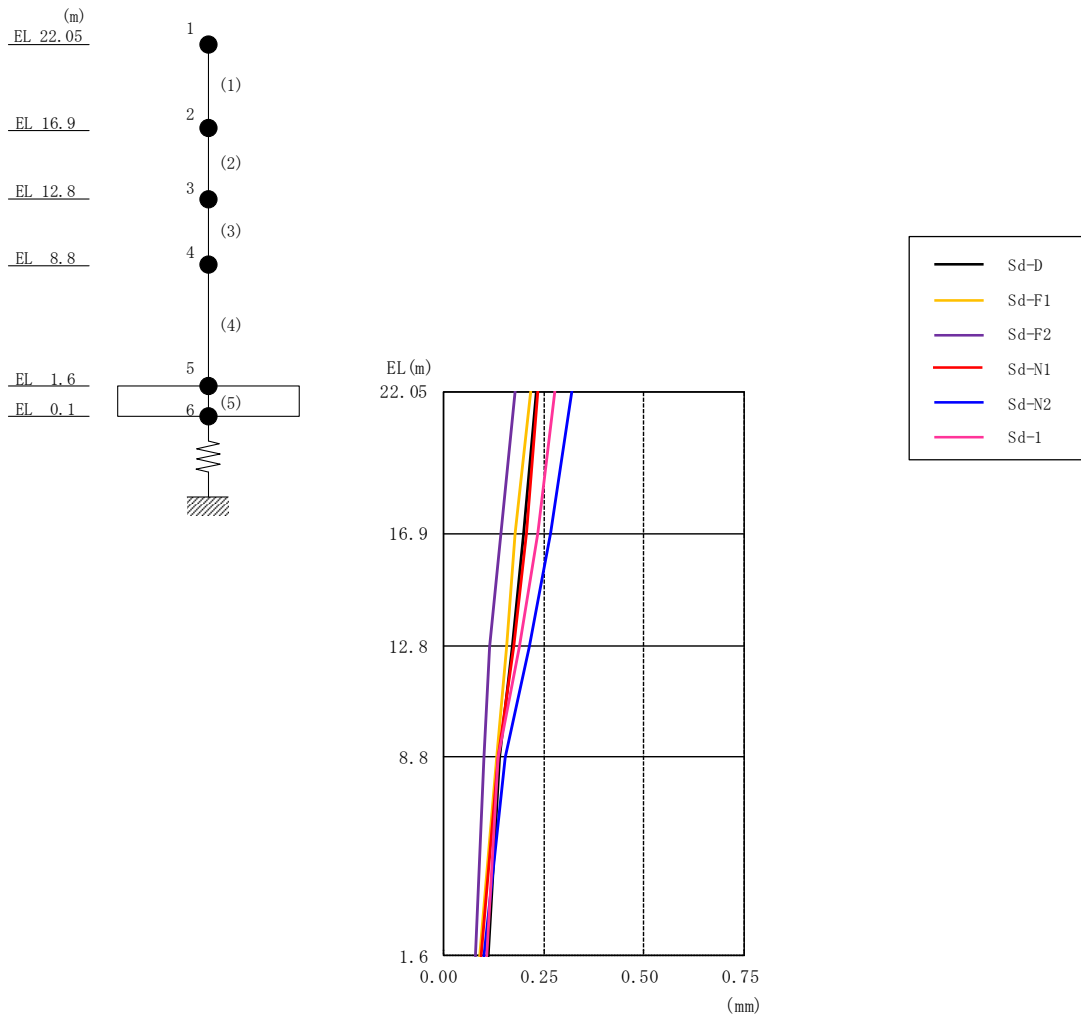 (m)
EL 22.05
1
(1)
EL 16.9
2
(2)
EL 12.8
3
(3)
EL 8.8
4
(4)
EL 1.6
5
EL 0.1
6
(5)
Sd-D
Sd-F1
Sd-F2
Sd-N1
Sd-N2
Sd-1
EL(m)
22.05
16.9
12.8
8.8
1.6
0.00 0.25 0.50 0.75
(mm)